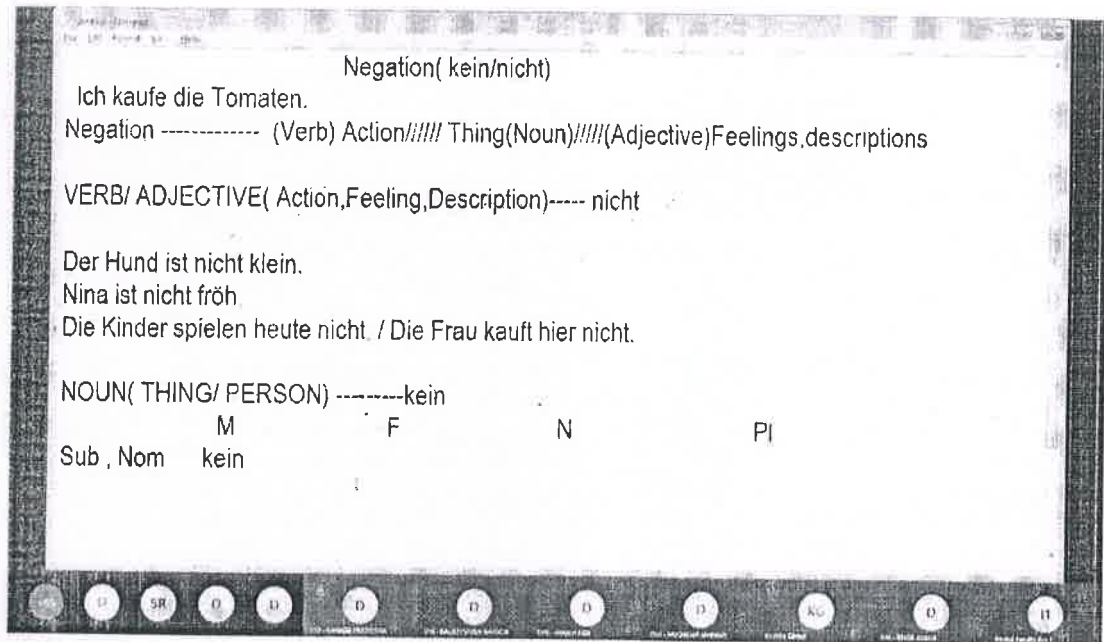 Negation( kein/nicht)
Ich kaufe die Tomaten.
Negation ------------- (Verb) Action////// Thing(Noun)/////(Adjective)Feelings,descriptions
VERB/ ADJECTIVE( Action,Feeling,Description)----- nicht
Der Hund ist nicht klein.
Nina ist nicht fröh
Die Kinder spielen heute nicht. / Die Frau kauft hier nicht.
NOUN( THING/ PERSON) ---------kein
M F N Pl
Sub , Nom kein
SR D D D D D D KG D